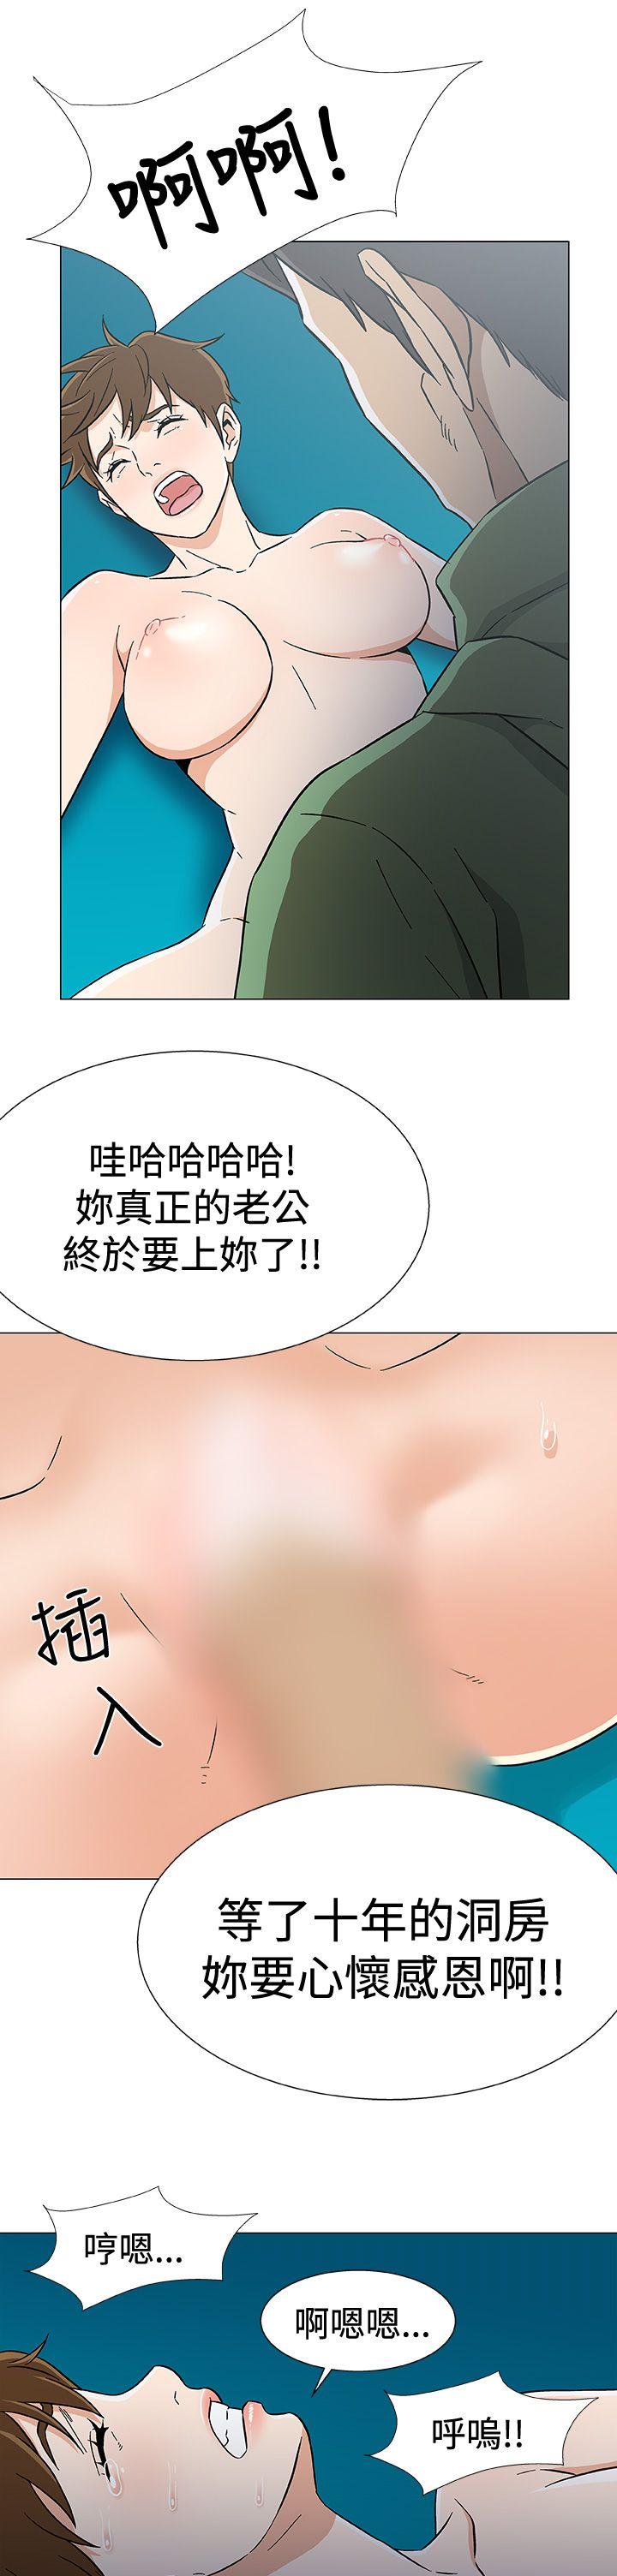 啊啊!
哇哈哈哈哈!
妳真正的老公
終於要上妳了!!
插
入
等了十年的洞房
妳要心懷感恩啊!!
哼嗯...
啊嗯嗯...
呼嗚!!